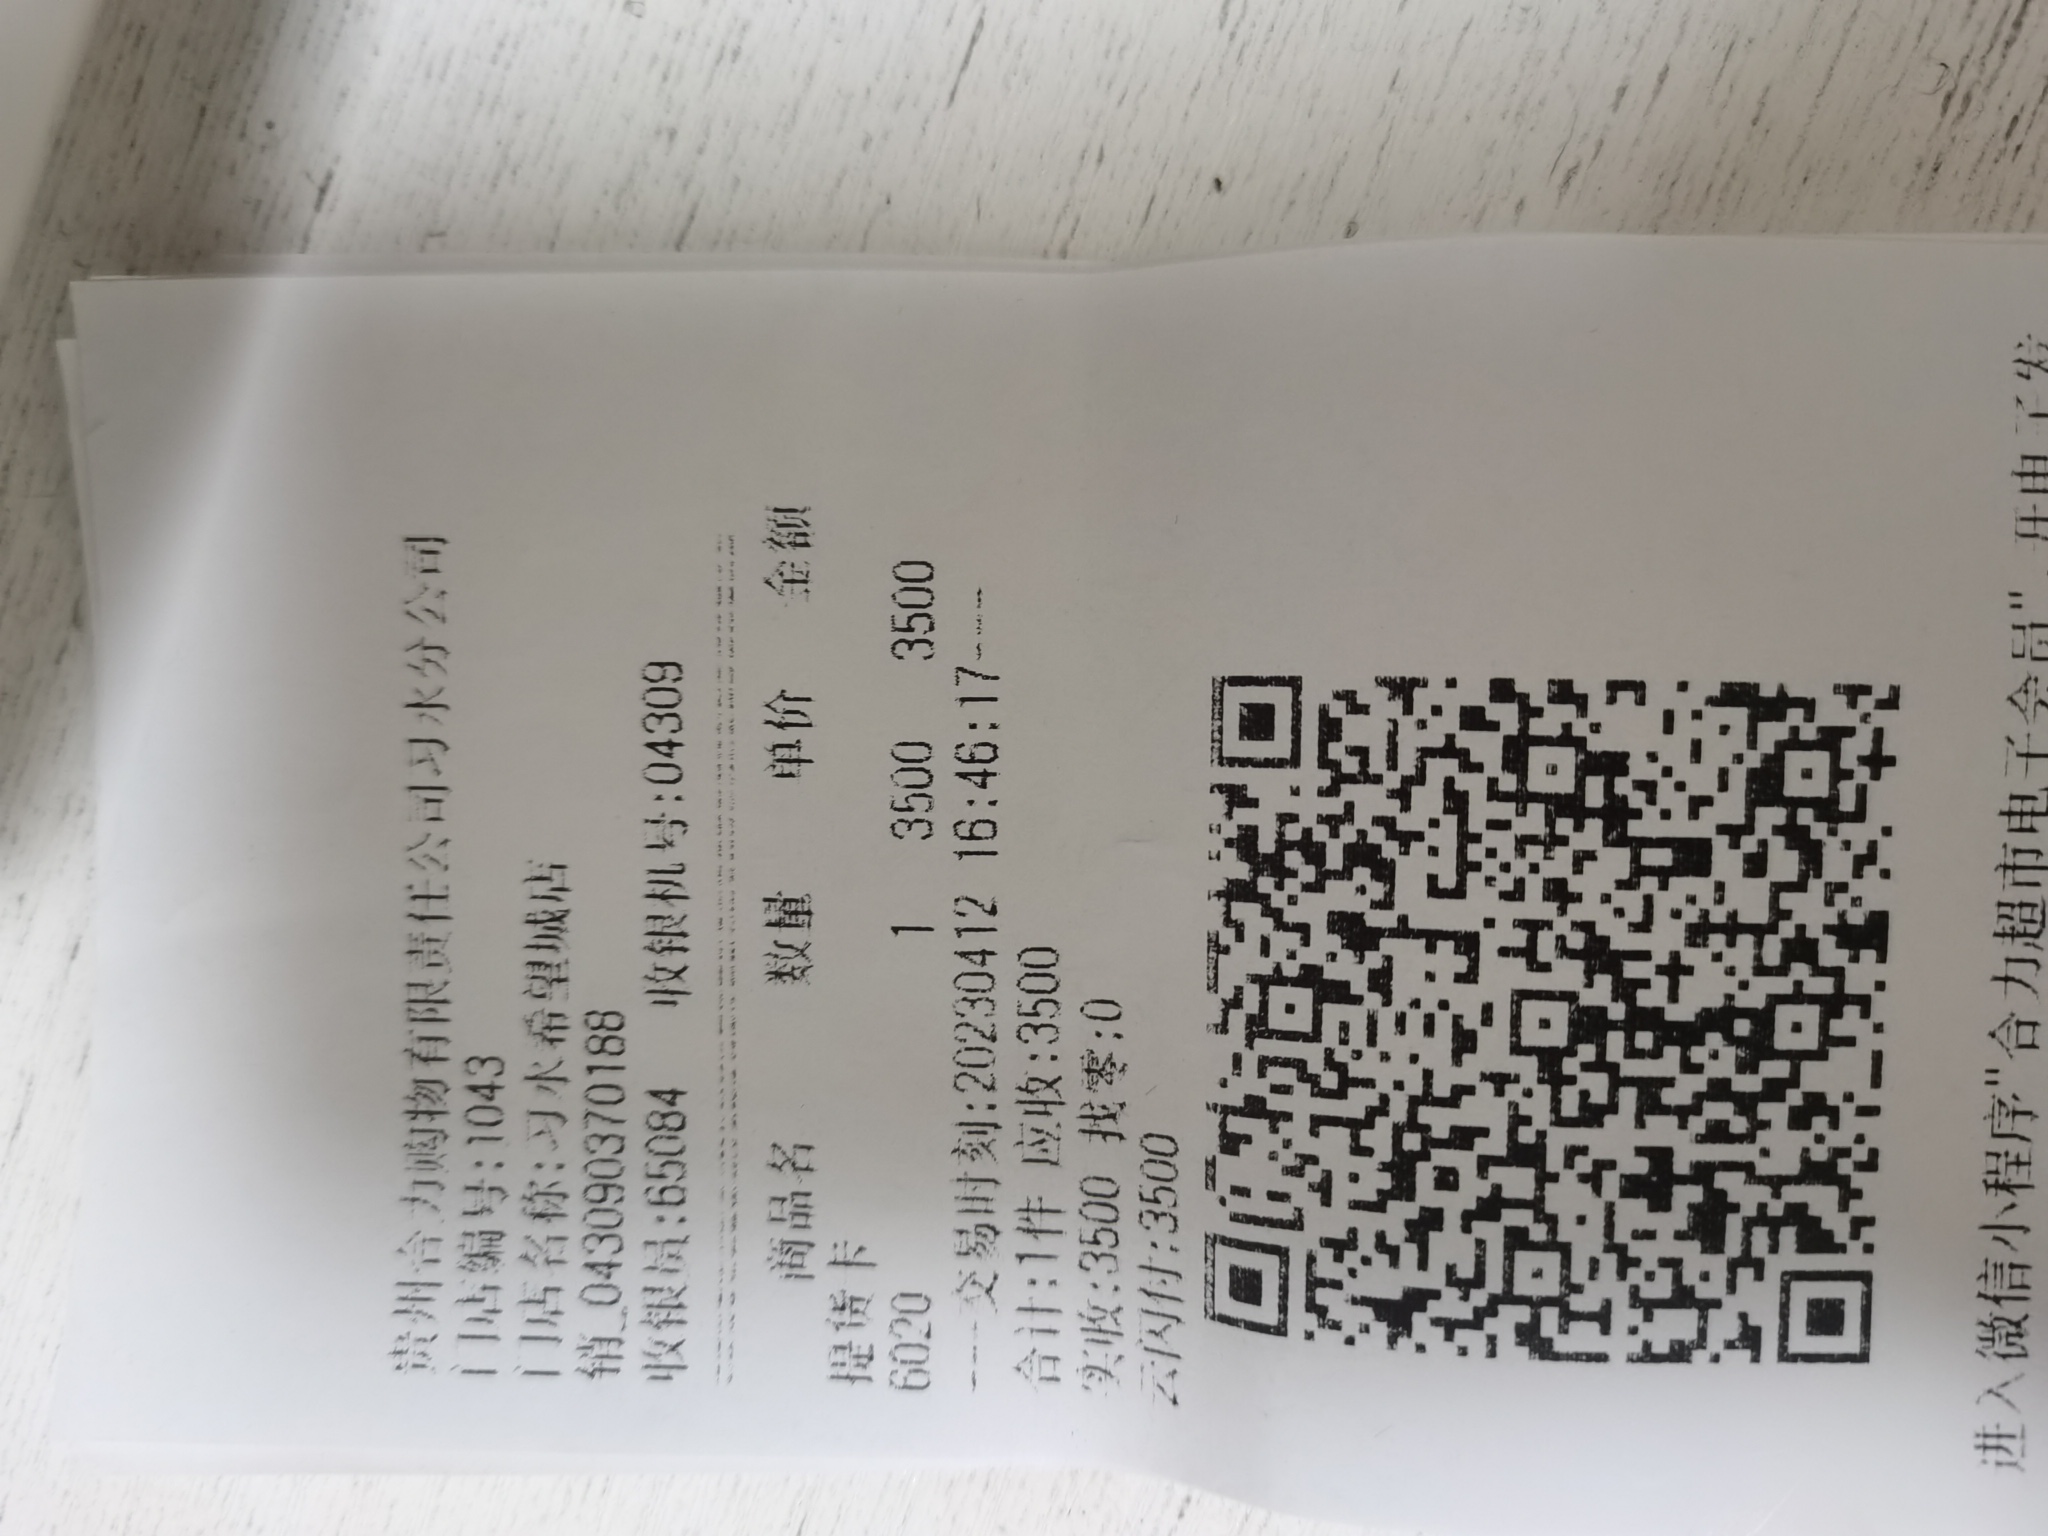 贵州合力购物有限责任公司习水分公司
门店编号:1043
门店名称:习水希望城店
销_043090370188
收银员:65084 收银机号:04309
商品名 数量 单价 金额
提货卡
6020 1 3500 3500
----交易时刻:20230412 16:46:17----
合计:1件 应收:3500
实收:3500 找零:0
云闪付:3500
进入微信小程序"合力超市电子会员",开电子发